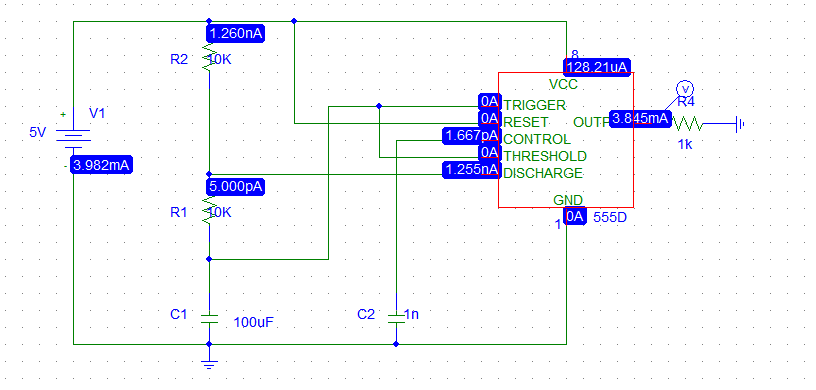 1.260nA
R2 10K
8
128.21uA
VCC
V
R4
+ V1
5V
- 3.982mA
0A TRIGGER
0A RESET OUTP 3.845mA
1.667pA CONTROL
1k
0A THRESHOLD
1.255nA DISCHARGE
5.000pA
R1 10K
GND
1 0A 555D
C1 100uF
C2 1n